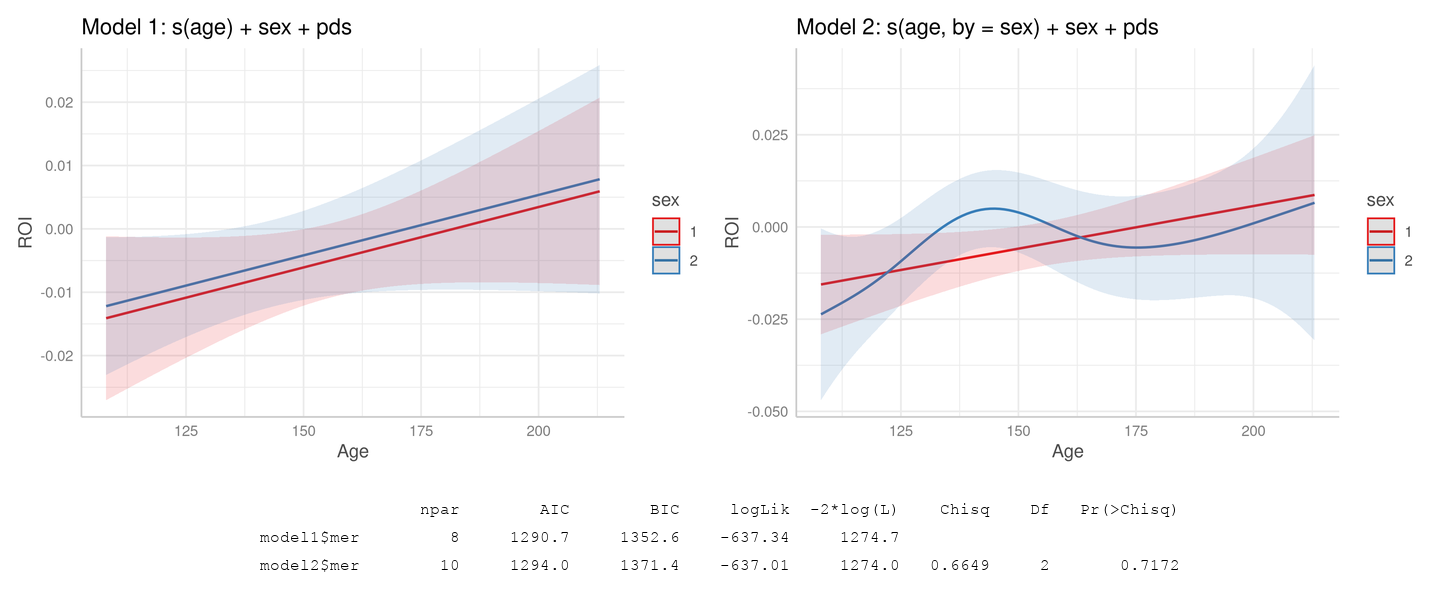 Model 1: s(age) + sex + pds
ROI
0.02
0.01
0.00
-0.01
-0.02
125 150 175 200
Age
sex
1
2
Model 2: s(age, by = sex) + sex + pds
ROI
0.025
0.000
-0.025
-0.050
125 150 175 200
Age
sex
1
2
npar AIC BIC logLik -2*log(L) Chisq Df Pr(>Chisq)
model1$mer 8 1290.7 1352.6 -637.34 1274.7
model2$mer 10 1294.0 1371.4 -637.01 1274.0 0.6649 2 0.7172